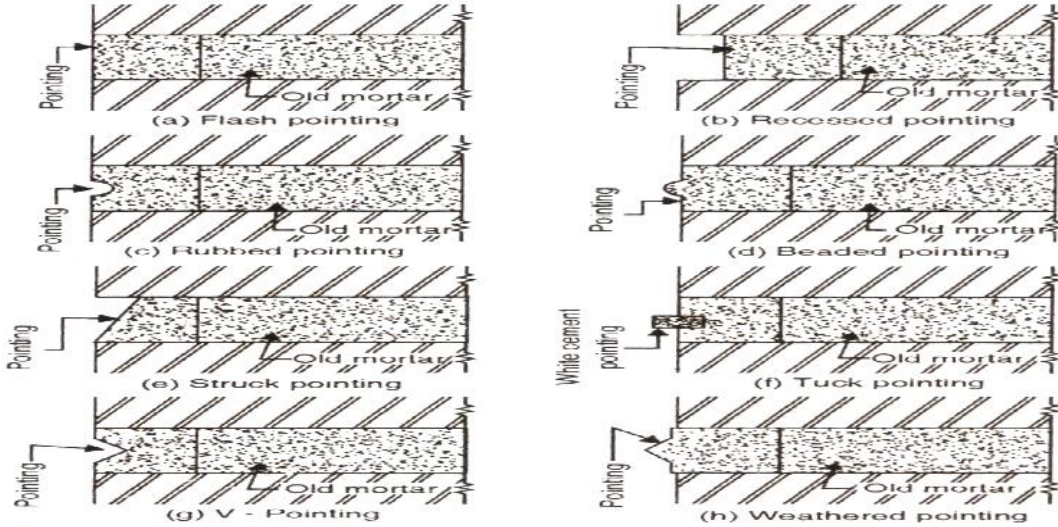 Pointing
Old mortar
(a) Flash pointing
Pointing
Old mortar
(b) Recessed pointing
Pointing
Old mortar
(c) Rubbed pointing
Pointing
Old mortar
(d) Beaded pointing
Pointing
Old mortar
(e) Struck pointing
White cement
pointing
Old mortar
(f) Tuck pointing
Pointing
Old mortar
(g) V - Pointing
Pointing
Old mortar
(h) Weathered pointing